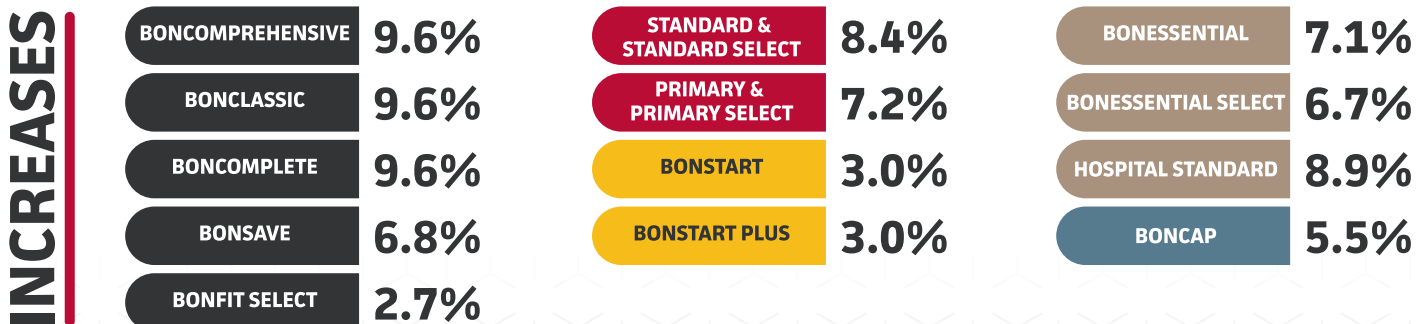 INCREASES
BONCOMPREHENSIVE 9.6%
BONCLASSIC 9.6%
BONCOMPLETE 9.6%
BONSAVE 6.8%
BONFIT SELECT 2.7%
STANDARD &
STANDARD SELECT 8.4%
PRIMARY &
PRIMARY SELECT 7.2%
BONSTART 3.0%
BONSTART PLUS 3.0%
BONESSENTIAL 7.1%
BONESSENTIAL SELECT 6.7%
HOSPITAL STANDARD 8.9%
BONCAP 5.5%